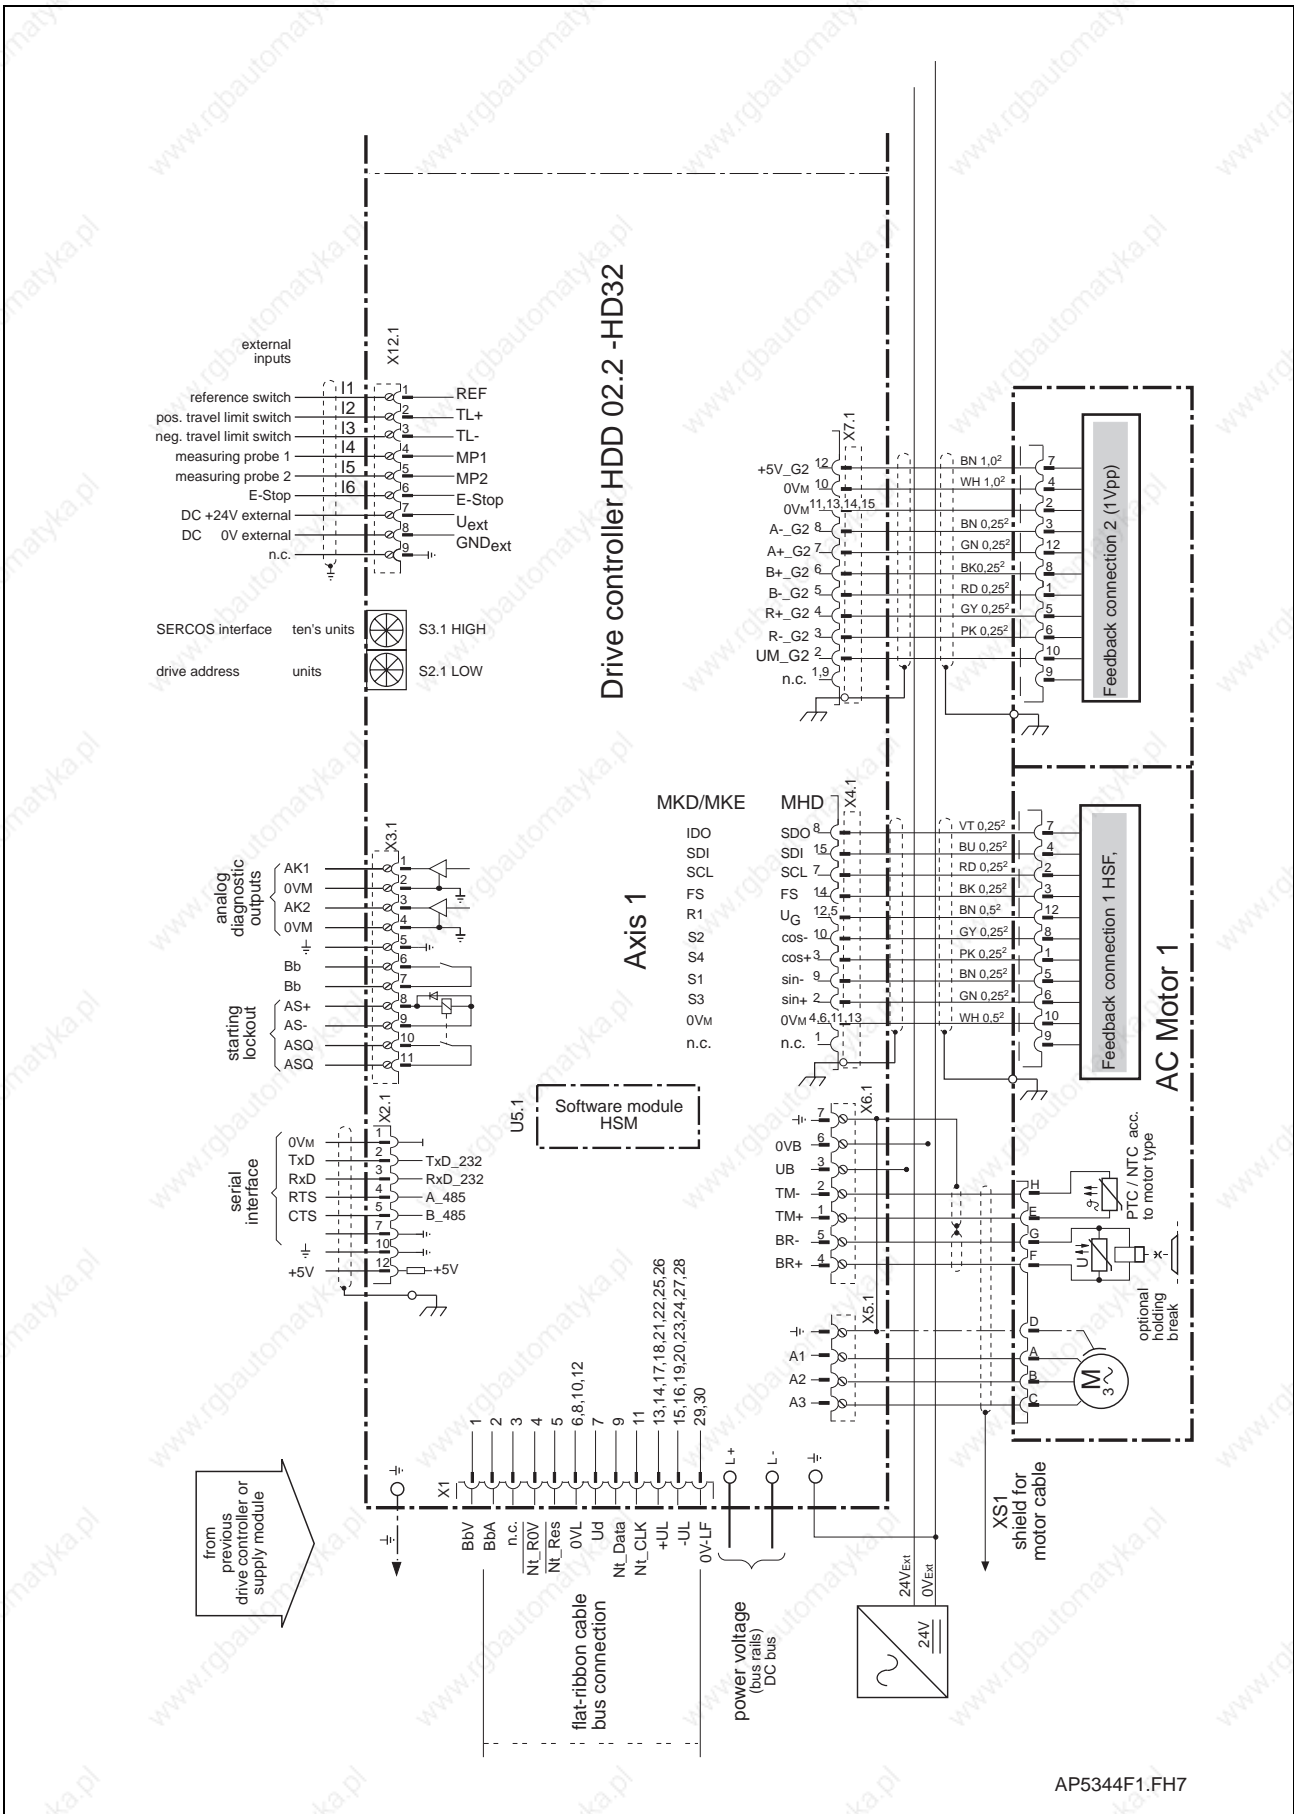 external
inputs
X12.1
reference switch I1 1 REF
pos. travel limit switch I2 2 TL+
neg. travel limit switch I3 3 TL-
measuring probe 1 I4 4 MP1
measuring probe 2 I5 5 MP2
E-Stop I6 6 E-Stop
DC +24V external 7 Uext
DC 0V external 8 GNDext
n.c. 9
SERCOS interface ten's units S3.1 HIGH
drive address units S2.1 LOW
Drive controller HDD 02.2 -HD32
X7.1
+5V_G2 12 BN 1,0² 7
0VM 10 WH 1,0² 4
0VM 11,13,14,15 2
A-_G2 8 BN 0,25² 3
A+_G2 7 GN 0,25² 12
B+_G2 6 BK0,25² 8
B-_G2 5 RD 0,25² 1
R+_G2 4 GY 0,25² 5
R-_G2 3 PK 0,25² 6
UM_G2 2 10
n.c. 1,9 9
Feedback connection 2 (1Vpp)
X3.1
analog
diagnostic
outputs
AK1 1
0VM 2
AK2 3
0VM 4
5
Bb 6
Bb 7
starting
lockout
AS+ 8
AS- 9
ASQ 10
ASQ 11
Axis 1
MKD/MKE MHD X4.1
IDO SDO 8 VT 0,25² 7
SDI SDI 15 BU 0,25² 4
SCL SCL 7 RD 0,25² 2
FS FS 14 BK 0,25² 3
R1 UG 12,5 BN 0,5² 12
S2 cos- 10 GY 0,25² 8
S4 cos+ 3 PK 0,25² 1
S1 sin- 9 BN 0,25² 5
S3 sin+ 2 GN 0,25² 6
0VM 0VM 4,6,11,13 WH 0,5² 10
n.c. n.c. 1 9
Feedback connection 1 HSF,
AC Motor 1
U5.1
Software module
HSM
X2.1
serial
interface
0VM 1
TxD 2 TxD_232
RxD 3 RxD_232
RTS 4 A_485
CTS 5 B_485
7
10
+5V 12 +5V
X6.1
7
0VB 6
UB 3
TM- 2 H
TM+ 1 E
BR- 5 G
BR+ 4 F
PTC / NTC acc.
to motor type
ϑ
U
optional
holding
break
X5.1
D
A1 A
A2 B
A3 C
M
3
X1
BbV 1
BbA 2
n.c. 3
Nt_R0V 4
Nt_Res 5
0VL 6,8,10,12
Ud 7
Nt_Data 9
Nt_CLK 11
+UL 13,14,17,18,21,22,25,26
-UL 15,16,19,20,23,24,27,28
0V-LF 29,30
L+
L-
from
previous
drive controller or
supply module
flat-ribbon cable
bus connection
power voltage
(bus rails)
DC bus
24VExt
0VExt
24V
XS1
shield for
motor cable
AP5344F1.FH7
www.rgbautomatyka.pl